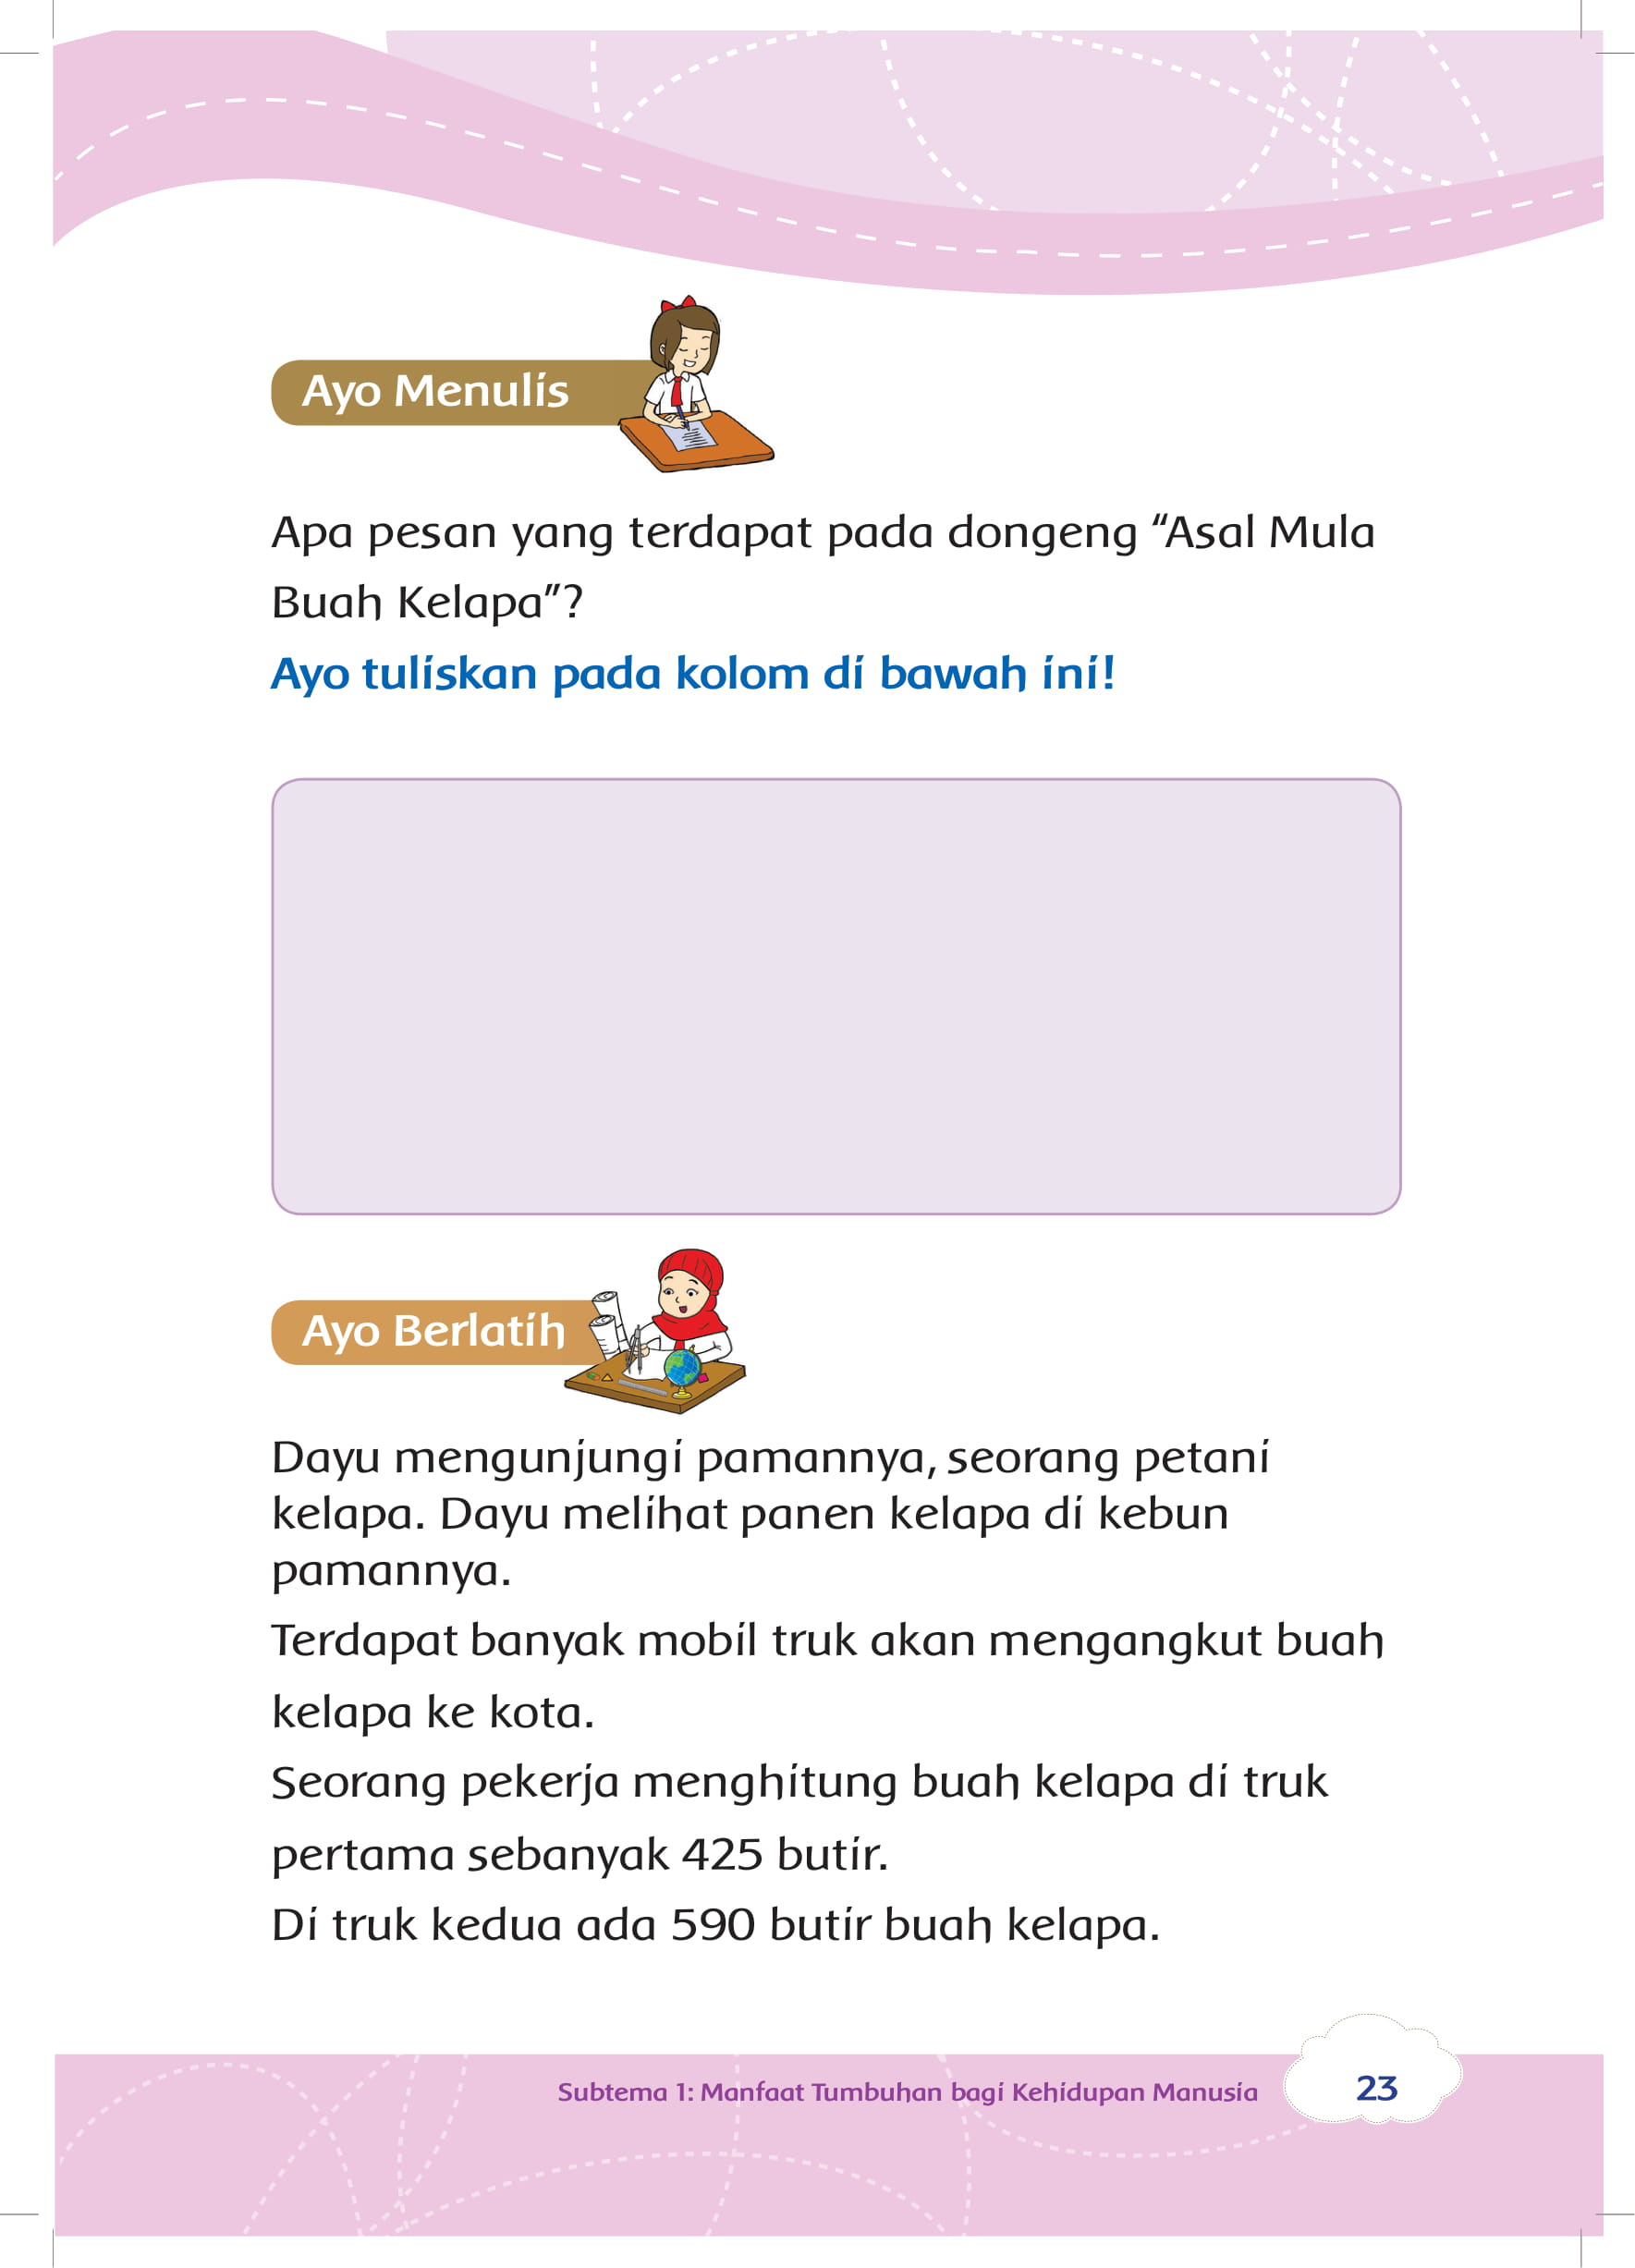 Ayo Menulis
Apa pesan yang terdapat pada dongeng “Asal Mula
Buah Kelapa”?
Ayo tuliskan pada kolom di bawah ini!
Ayo Berlatih
Dayu mengunjungi pamannya, seorang petani
kelapa. Dayu melihat panen kelapa di kebun
pamannya.
Terdapat banyak mobil truk akan mengangkut buah
kelapa ke kota.
Seorang pekerja menghitung buah kelapa di truk
pertama sebanyak 425 butir.
Di truk kedua ada 590 butir buah kelapa.
Subtema 1: Manfaat Tumbuhan bagi Kehidupan Manusia
23